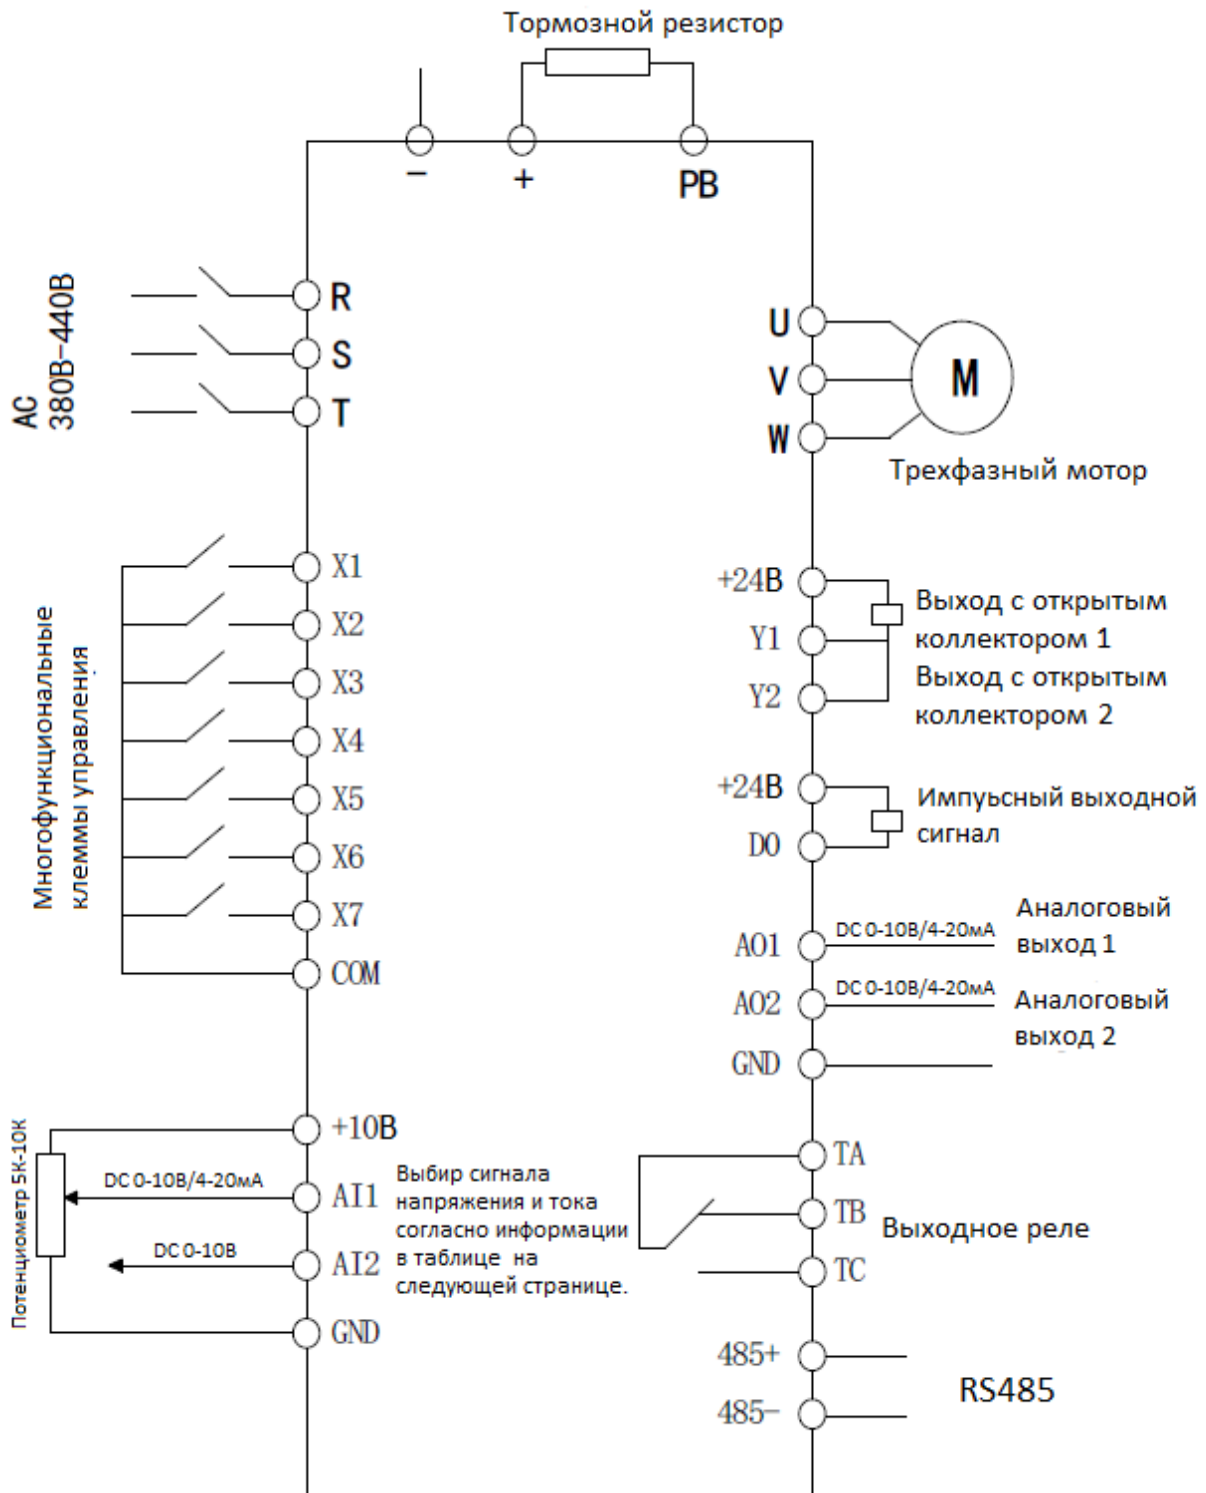 Тормозной резистор
−
+
PB
AC
380В-440В
R
S
T
U
V
W
M
Трехфазный мотор
Многофункциональные
клеммы управления
X1
X2
X3
X4
X5
X6
X7
COM
+24В
Y1
Y2
Выход с открытым
коллектором 1
Выход с открытым
коллектором 2
+24В
DO
Импуьсный выходной
сигнал
AO1
DC 0-10В/4-20мА
Аналоговый
выход 1
AO2
DC 0-10В/4-20мА
Аналоговый
выход 2
GND
Потенциометр 5К-10К
+10В
DC 0-10В/4-20мА
AI1
DC 0-10В
AI2
GND
Выбир сигнала
напряжения и тока
согласно информации
в таблице на
следующей странице.
TA
TB
TC
Выходное реле
485+
485−
RS485